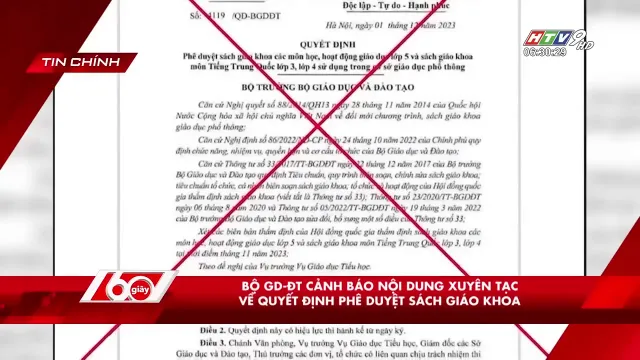 Độc lập - Tự do - Hạnh phúc
/QĐ-BGDĐT
Hà Nội, ngày 01 tháng 12 năm 2023
HTV9 HD
06:30:29
TIN CHÍNH
QUYẾT ĐỊNH
Phê duyệt sách giáo khoa các môn học, hoạt động giáo dục lớp 5 và sách giáo khoa
môn Tiếng Trung Quốc lớp 3, lớp 4 sử dụng trong cơ sở giáo dục phổ thông
BỘ TRƯỞNG BỘ GIÁO DỤC VÀ ĐÀO TẠO
Căn cứ Nghị quyết số 88/2014/QH13 ngày 28 tháng 11 năm 2014 của Quốc hội
Nước Cộng hòa xã hội chủ nghĩa Việt Nam về đổi mới chương trình, sách giáo khoa
giáo dục phổ thông;
Căn cứ Nghị định số 86/2022/NĐ-CP ngày 24 tháng 10 năm 2022 của Chính phủ quy
định chức năng, nhiệm vụ, quyền hạn và cơ cấu tổ chức của Bộ Giáo dục và Đào tạo;
Căn cứ Thông tư số 33/2017/TT-BGDĐT ngày 22 tháng 12 năm 2017 của Bộ trưởng
Bộ Giáo dục và Đào tạo quy định Tiêu chuẩn, quy trình biên soạn, chỉnh sửa sách giáo khoa;
tiêu chuẩn tổ chức, cá nhân biên soạn sách giáo khoa; tổ chức và hoạt động của Hội đồng quốc
gia thẩm định sách giáo khoa (viết tắt là Thông tư số 33); Thông tư số 23/2020/TT-BGDĐT
ngày 06 tháng 8 năm 2020 và Thông tư số 05/2022/TT-BGDĐT ngày 19 tháng 3 năm 2022
của Bộ trưởng Bộ Giáo dục và Đào tạo sửa đổi, bổ sung một số điều của Thông tư số 33;
Xét các biên bản thẩm định của Hội đồng quốc gia thẩm định sách giáo khoa các
môn học, hoạt động giáo dục lớp 5 và sách giáo khoa môn Tiếng Trung Quốc lớp 3, lớp 4
tại thời điểm tháng 11 năm 2023;
Theo đề nghị của Vụ trưởng Vụ Giáo dục Tiểu học.
60 giây
BỘ GD-ĐT CẢNH BÁO NỘI DUNG XUYÊN TẠC
VỀ QUYẾT ĐỊNH PHÊ DUYỆT SÁCH GIÁO KHOA
Điều 2. Quyết định này có hiệu lực thi hành kể từ ngày ký.
Điều 3. Chánh Văn phòng, Vụ trưởng Vụ Giáo dục Tiểu học, Giám đốc các Sở
Giáo dục và Đào tạo, Thủ trưởng các đơn vị, tổ chức có liên quan chịu trách nhiệm thi